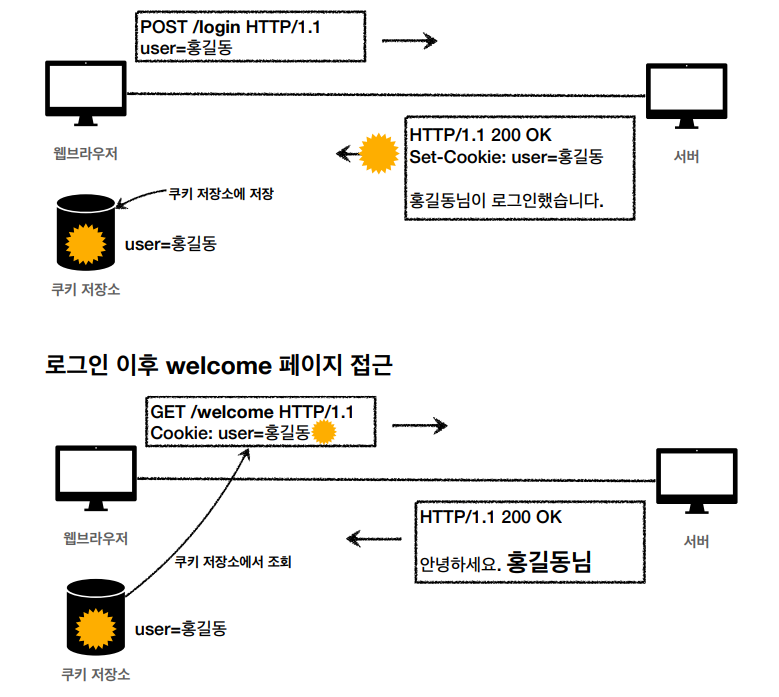 POST /login HTTP/1.1
user=홍길동
웹브라우저
HTTP/1.1 200 OK
Set-Cookie: user=홍길동
홍길동님이 로그인했습니다.
서버
쿠키 저장소에 저장
user=홍길동
쿠키 저장소
로그인 이후 welcome 페이지 접근
GET /welcome HTTP/1.1
Cookie: user=홍길동
웹브라우저
HTTP/1.1 200 OK
안녕하세요. 홍길동님
서버
쿠키 저장소에서 조회
user=홍길동
쿠키 저장소